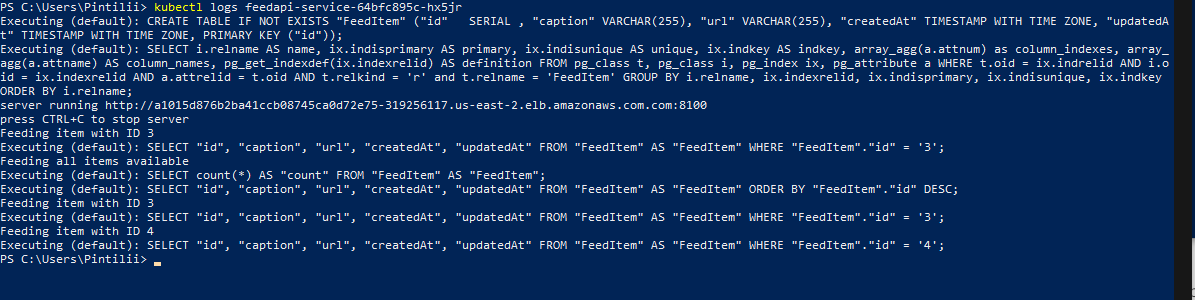 PS C:\Users\Pintilii> kubectl logs feedapi-service-64bfc895c-hx5jr
Executing (default): CREATE TABLE IF NOT EXISTS "FeedItem" ("id"   SERIAL , "caption" VARCHAR(255), "url" VARCHAR(255), "createdAt" TIMESTAMP WITH TIME ZONE, "updatedA
t" TIMESTAMP WITH TIME ZONE, PRIMARY KEY ("id"));
Executing (default): SELECT i.relname AS name, ix.indisprimary AS primary, ix.indisunique AS unique, ix.indkey AS indkey, array_agg(a.attnum) as column_indexes, array_
agg(a.attname) AS column_names, pg_get_indexdef(ix.indexrelid) AS definition FROM pg_class t, pg_class i, pg_index ix, pg_attribute a WHERE t.oid = ix.indrelid AND i.o
id = ix.indexrelid AND a.attrelid = t.oid AND t.relkind = 'r' and t.relname = 'FeedItem' GROUP BY i.relname, ix.indexrelid, ix.indisprimary, ix.indisunique, ix.indkey
ORDER BY i.relname;
server running http://a1015d876b2ba41ccb08745ca0d72e75-319256117.us-east-2.elb.amazonaws.com.com:8100
press CTRL+C to stop server
Feeding item with ID 3
Executing (default): SELECT "id", "caption", "url", "createdAt", "updatedAt" FROM "FeedItem" AS "FeedItem" WHERE "FeedItem"."id" = '3';
Feeding all items available
Executing (default): SELECT count(*) AS "count" FROM "FeedItem" AS "FeedItem";
Executing (default): SELECT "id", "caption", "url", "createdAt", "updatedAt" FROM "FeedItem" AS "FeedItem" ORDER BY "FeedItem"."id" DESC;
Feeding item with ID 3
Executing (default): SELECT "id", "caption", "url", "createdAt", "updatedAt" FROM "FeedItem" AS "FeedItem" WHERE "FeedItem"."id" = '3';
Feeding item with ID 4
Executing (default): SELECT "id", "caption", "url", "createdAt", "updatedAt" FROM "FeedItem" AS "FeedItem" WHERE "FeedItem"."id" = '4';
PS C:\Users\Pintilii>